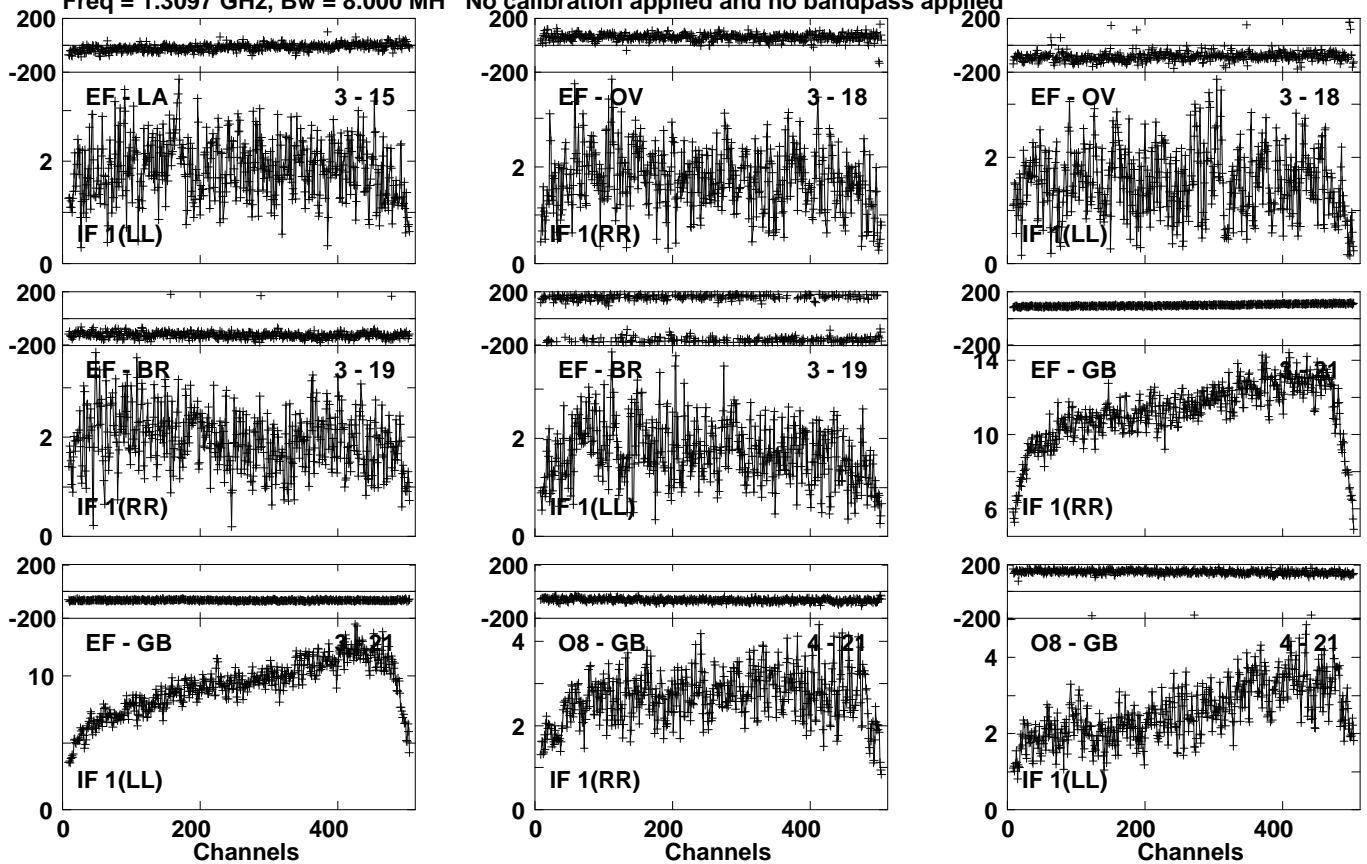 Freq = 1.3097 GHz, Bw = 8.000 MH No calibration applied and no bandpass applied
200
-200
EF - LA 3 - 15
2
IF 1(LL)
0
200
-200
EF - OV 3 - 18
2
IF 1(RR)
0
200
-200
EF - OV 3 - 18
2
IF 1(LL)
0
200
-200
EF - BR 3 - 19
2
IF 1(RR)
0
200
-200
EF - BR 3 - 19
2
IF 1(LL)
0
200
-200
14
EF - GB 3 - 21
10
6
IF 1(RR)
200
-200
EF - GB 3 - 21
10
IF 1(LL)
0
0 200 400
Channels
200
-200
4
O8 - GB 4 - 21
2
IF 1(RR)
0
0 200 400
Channels
200
-200
O8 - GB 4 - 21
4
2
IF 1(LL)
0
0 200 400
Channels